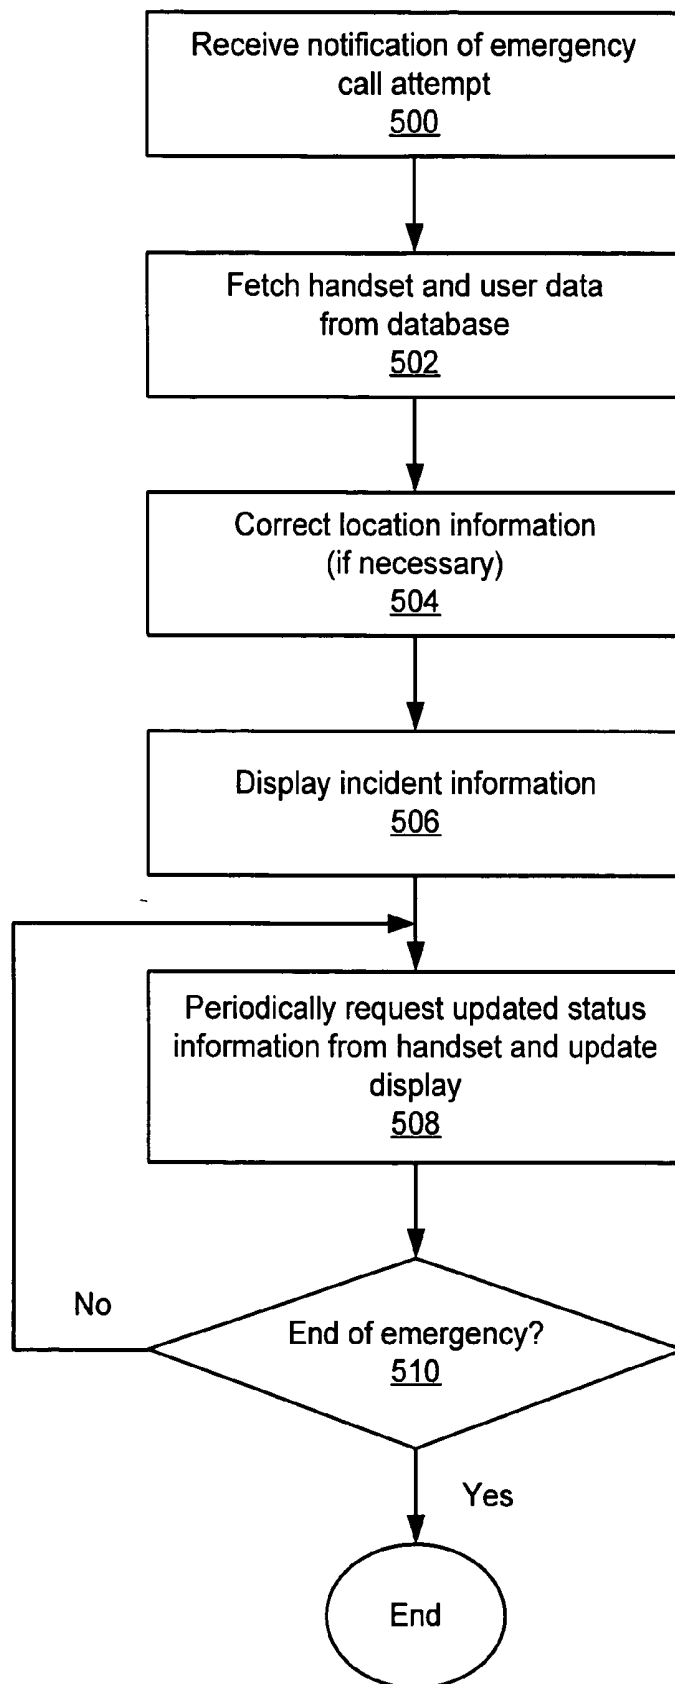 Receive notification of emergency
call attempt
500
Fetch handset and user data
from database
502
Correct location information
(if necessary)
504
Display incident information
506
Periodically request updated status
information from handset and update
display
508
No
End of emergency?
510
Yes
End